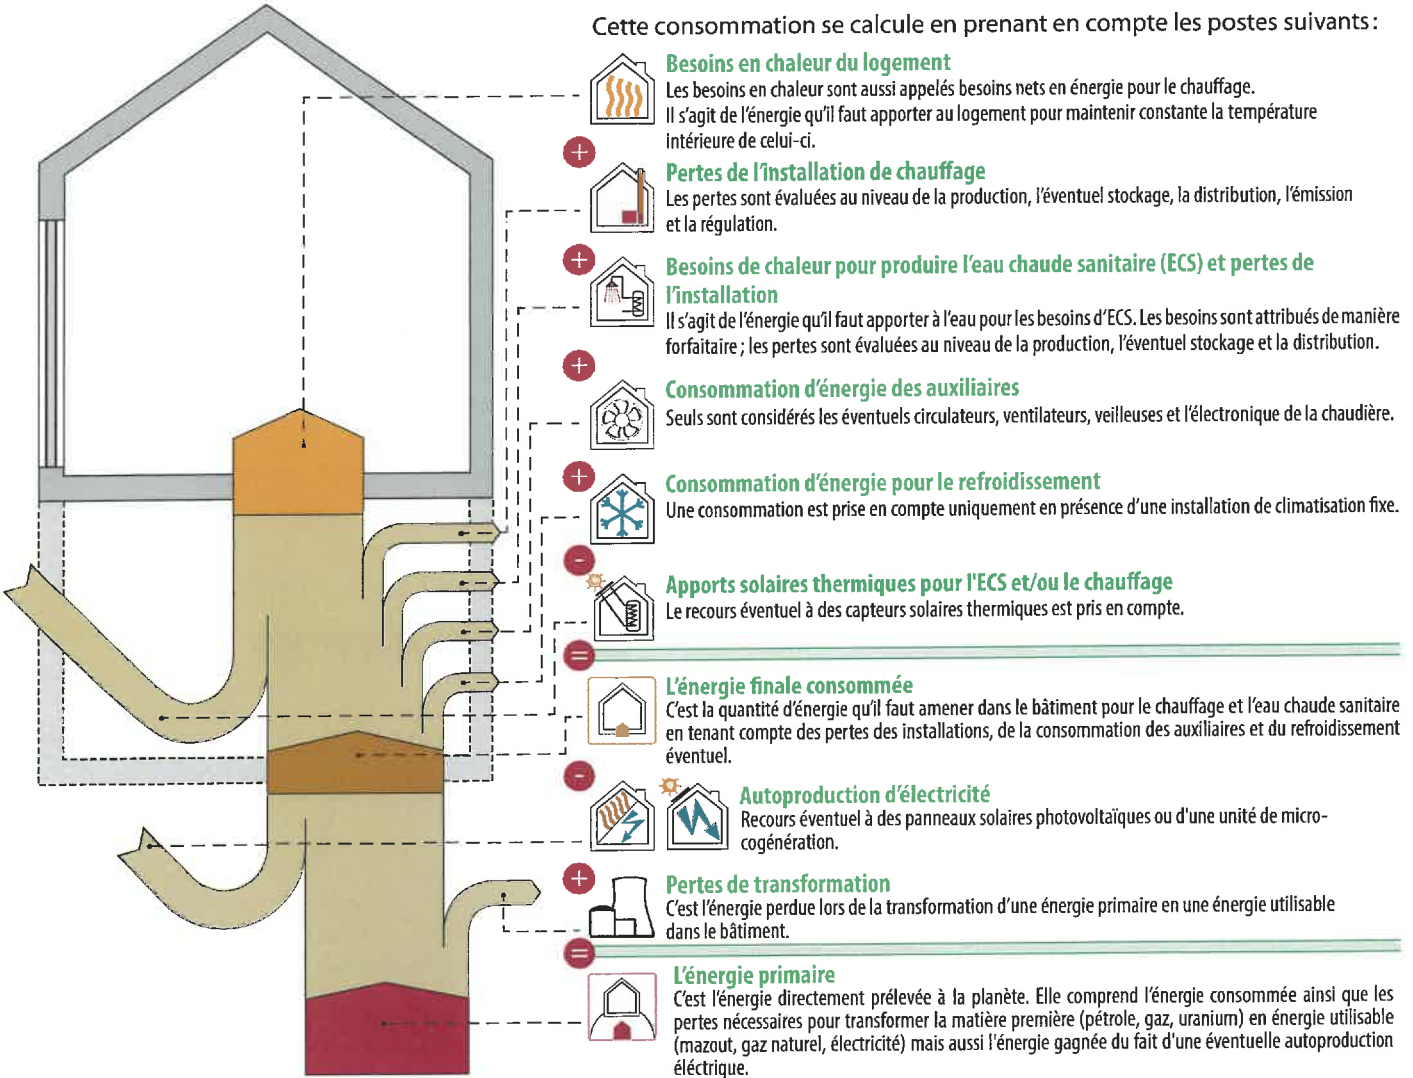 Cette consommation se calcule en prenant en compte les postes suivants :
Besoins en chaleur du logement
Les besoins en chaleur sont aussi appelés besoins nets en énergie pour le chauffage.
Il s'agit de l'énergie qu'il faut apporter au logement pour maintenir constante la température
intérieure de celui-ci.
+
Pertes de l'installation de chauffage
Les pertes sont évaluées au niveau de la production, l'éventuel stockage, la distribution, l'émission
et la régulation.
+
Besoins de chaleur pour produire l'eau chaude sanitaire (ECS) et pertes de
l'installation
Il s'agit de l'énergie qu'il faut apporter à l'eau pour les besoins d'ECS. Les besoins sont attribués de manière
forfaitaire ; les pertes sont évaluées au niveau de la production, l'éventuel stockage et la distribution.
+
Consommation d'énergie des auxiliaires
Seuls sont considérés les éventuels circulateurs, ventilateurs, veilleuses et l'électronique de la chaudière.
+
Consommation d'énergie pour le refroidissement
Une consommation est prise en compte uniquement en présence d'une installation de climatisation fixe.
-
Apports solaires thermiques pour l'ECS et/ou le chauffage
Le recours éventuel à des capteurs solaires thermiques est pris en compte.
=
L'énergie finale consommée
C'est la quantité d'énergie qu'il faut amener dans le bâtiment pour le chauffage et l'eau chaude sanitaire
en tenant compte des pertes des installations, de la consommation des auxiliaires et du refroidissement
éventuel.
-
Autoproduction d'électricité
Recours éventuel à des panneaux solaires photovoltaïques ou d'une unité de micro-
cogénération.
+
Pertes de transformation
C'est l'énergie perdue lors de la transformation d'une énergie primaire en une énergie utilisable
dans le bâtiment.
=
L'énergie primaire
C'est l'énergie directement prélevée à la planète. Elle comprend l'énergie consommée ainsi que les
pertes nécessaires pour transformer la matière première (pétrole, gaz, uranium) en énergie utilisable
(mazout, gaz naturel, électricité) mais aussi l'énergie gagnée du fait d'une éventuelle autoproduction
éléctrique.